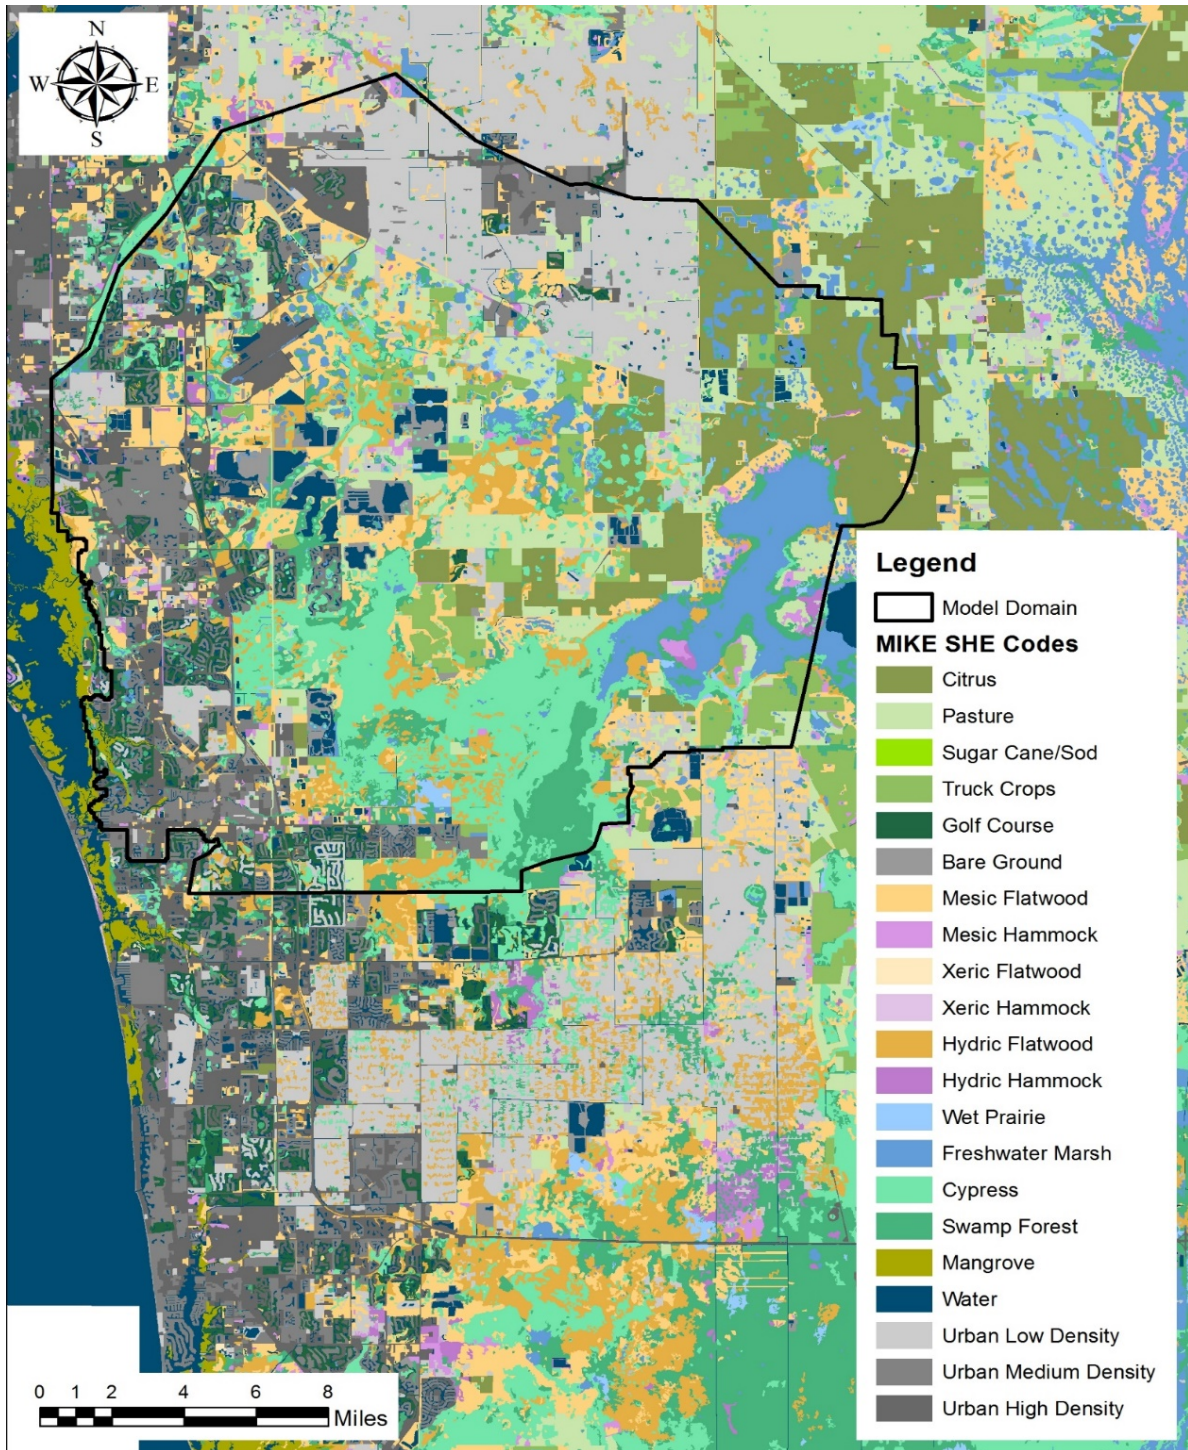 N
W E
S
Legend
Model Domain
MIKE SHE Codes
Citrus
Pasture
Sugar Cane/Sod
Truck Crops
Golf Course
Bare Ground
Mesic Flatwood
Mesic Hammock
Xeric Flatwood
Xeric Hammock
Hydric Flatwood
Hydric Hammock
Wet Prairie
Freshwater Marsh
Cypress
Swamp Forest
Mangrove
Water
Urban Low Density
Urban Medium Density
Urban High Density
0 1 2 4 6 8
Miles